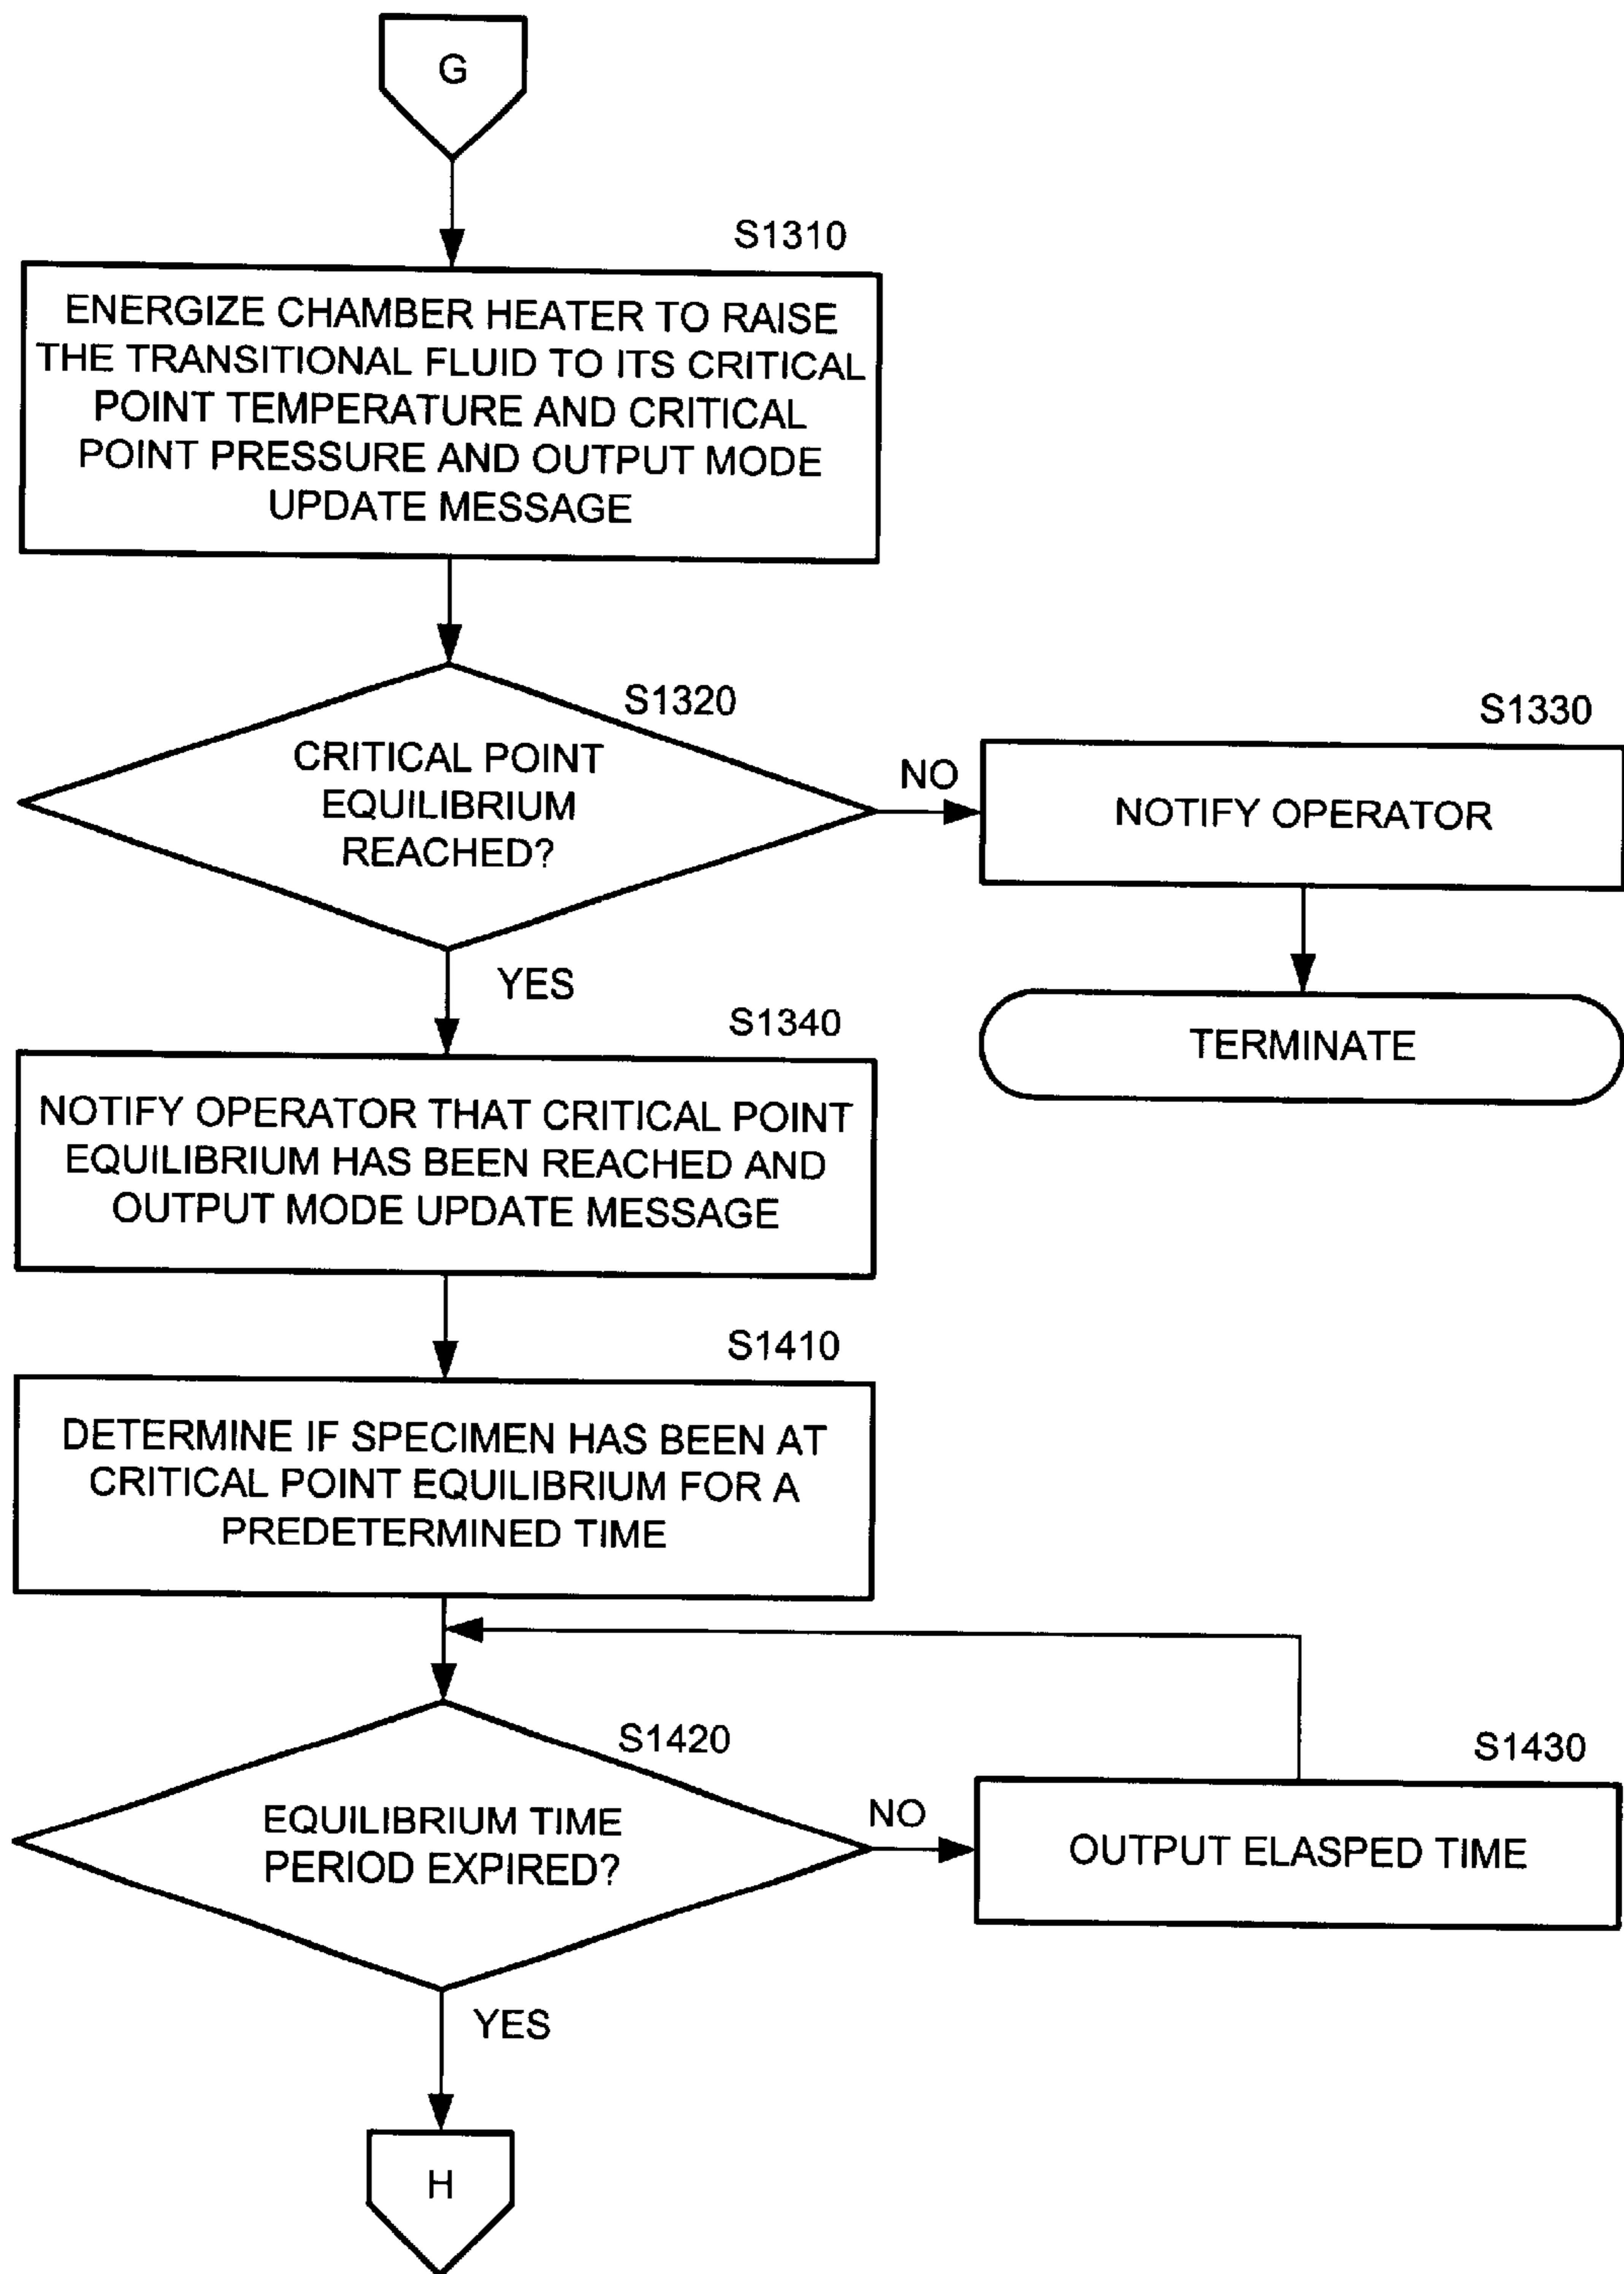 G
S1310
ENERGIZE CHAMBER HEATER TO RAISE
THE TRANSITIONAL FLUID TO ITS CRITICAL
POINT TEMPERATURE AND CRITICAL
POINT PRESSURE AND OUTPUT MODE
UPDATE MESSAGE
S1320
CRITICAL POINT
EQUILIBRIUM
REACHED?
NO
S1330
NOTIFY OPERATOR
TERMINATE
YES
S1340
NOTIFY OPERATOR THAT CRITICAL POINT
EQUILIBRIUM HAS BEEN REACHED AND
OUTPUT MODE UPDATE MESSAGE
S1410
DETERMINE IF SPECIMEN HAS BEEN AT
CRITICAL POINT EQUILIBRIUM FOR A
PREDETERMINED TIME
S1420
EQUILIBRIUM TIME
PERIOD EXPIRED?
NO
S1430
OUTPUT ELASPED TIME
YES
H